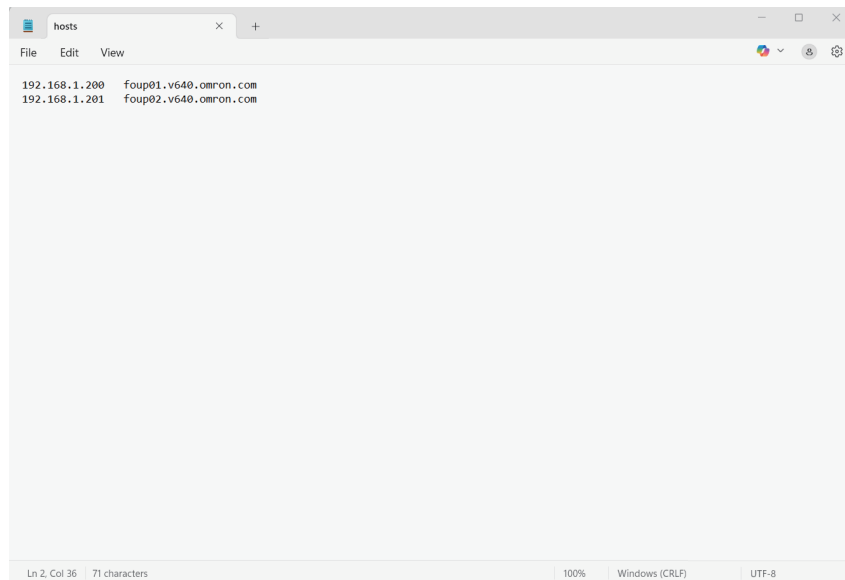 hosts
File Edit View
192.168.1.200 foup01.v640.omron.com
192.168.1.201 foup02.v640.omron.com
Ln 2, Col 36 71 characters 100% Windows (CRLF) UTF-8